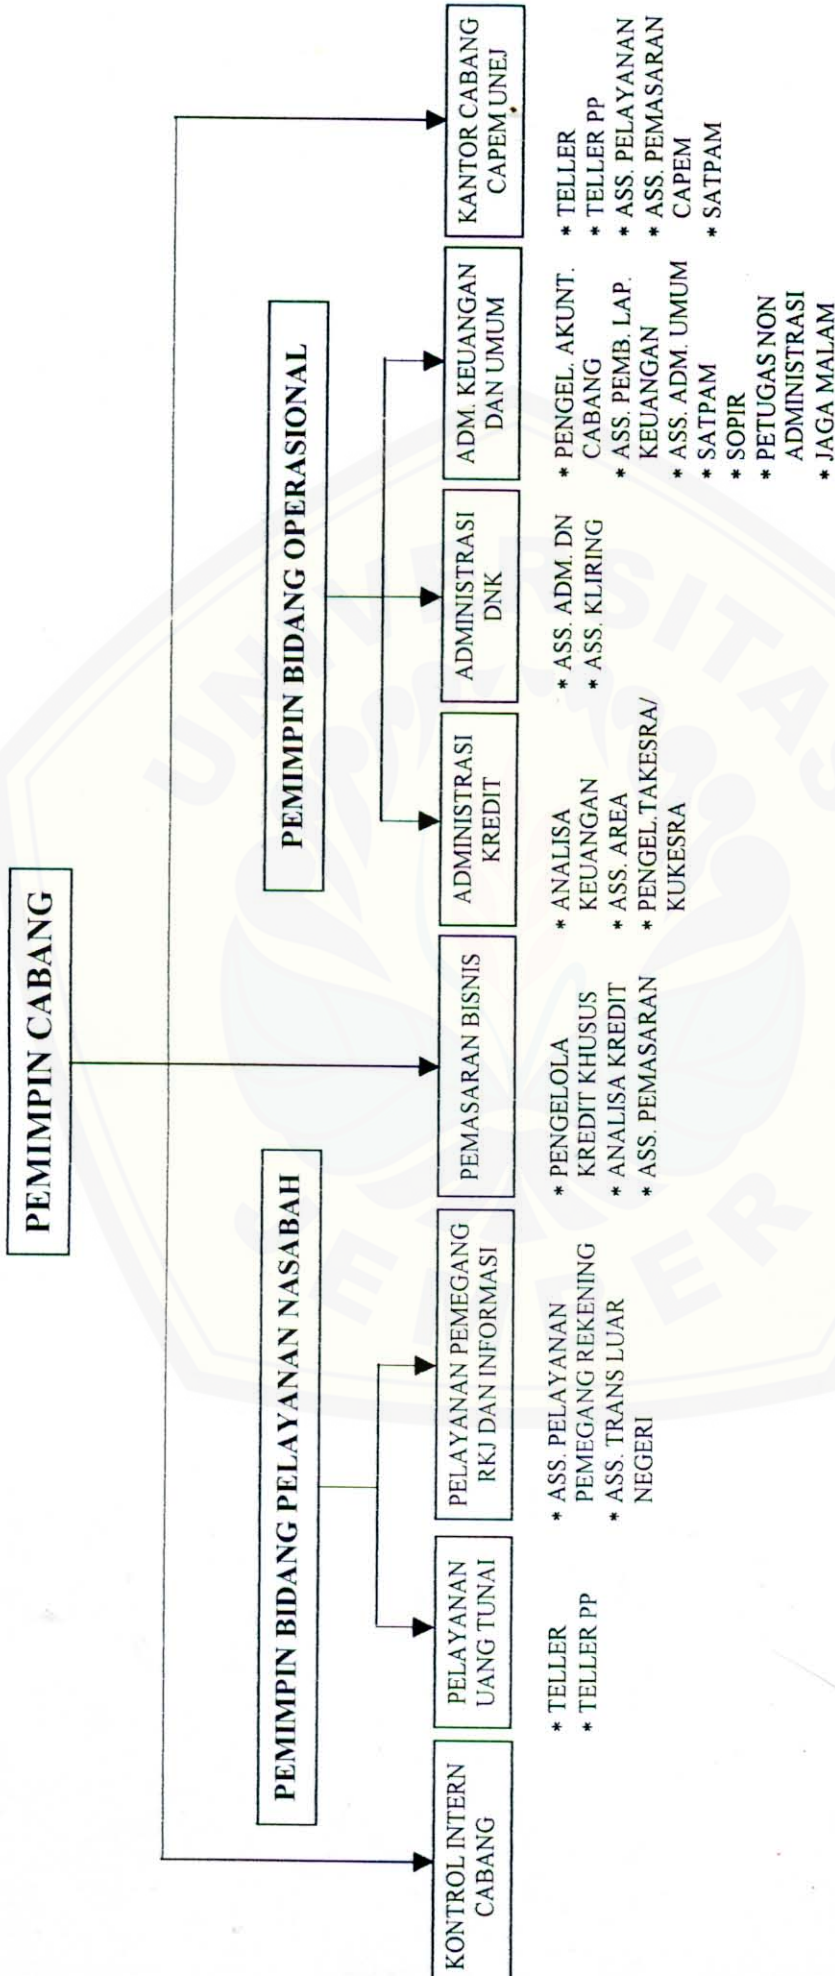 PEMIMPIN CABANG
PEMIMPIN BIDANG PELAYANAN NASABAH
PEMIMPIN BIDANG OPERASIONAL
KONTROL INTERN
CABANG
PELAYANAN
UANG TUNAI
* TELLER
* TELLER PP
PELAYANAN PEMEGANG
RKJ DAN INFORMASI
* ASS. PELAYANAN
PEMEGANG REKENING
* ASS. TRANS LUAR
NEGERI
PEMASARAN BISNIS
* PENGELOLA
KREDIT KHUSUS
* ANALISA KREDIT
* ASS. PEMASARAN
ADMINISTRASI
KREDIT
* ANALISA
KEUANGAN
* ASS. AREA
* PENGEL.TAKESRA/
KUKESRA
ADMINISTRASI
DNK
* ASS. ADM. DN
* ASS. KLIRING
ADM. KEUANGAN
DAN UMUM
* PENGEL. AKUNT.
CABANG
* ASS. PEMB. LAP.
KEUANGAN
* ASS. ADM. UMUM
* SATPAM
* SOPIR
* PETUGAS NON
ADMINISTRASI
* JAGA MALAM
KANTOR CABANG
CAPEM UNEJ
* TELLER
* TELLER PP
* ASS. PELAYANAN
* ASS. PEMASARAN
CAPEM
* SATPAM
UNIVERSITAS
JEMBER